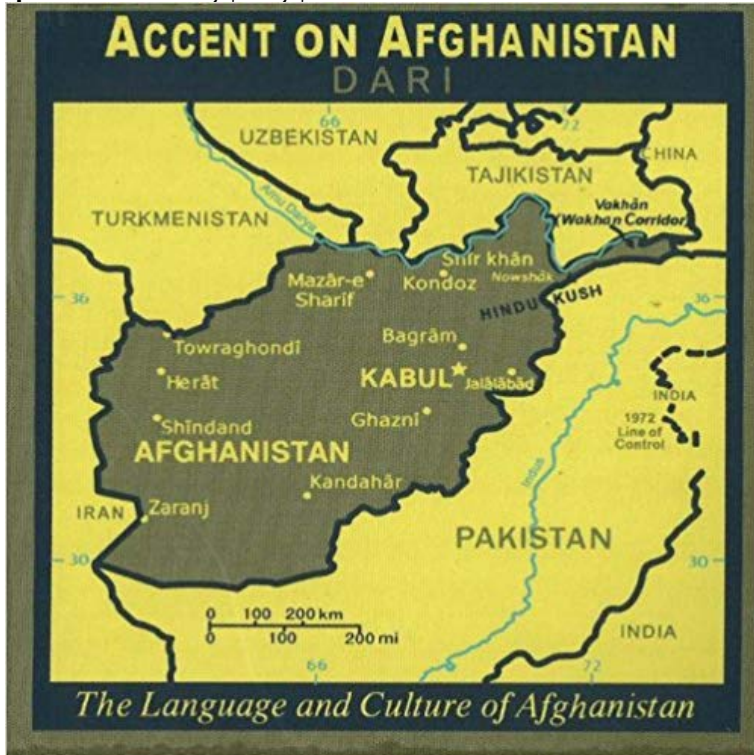 ACCENT ON AFGHANISTAN
DARI
66
72
UZBEKISTAN
CHINA
TAJIKISTAN
Amu Darya
Vakhān
(Wakhan Corridor)
TURKMENISTAN
Shīr khān
Mazār-e
Sharīf
Kondoz
Nowshāk
36
HINDU KUSH
36
Bagrām
Towraghondī
KABUL
Jalālābād
Herāt
INDIA
Ghaznī
1972
Line of
Control
Shīndand
AFGHANISTAN
Indus
Kandahār
IRAN
Zaranj
PAKISTAN
30
30
0 100 200 km
0 100 200 mi
INDIA
66
72
The Language and Culture of Afghanistan